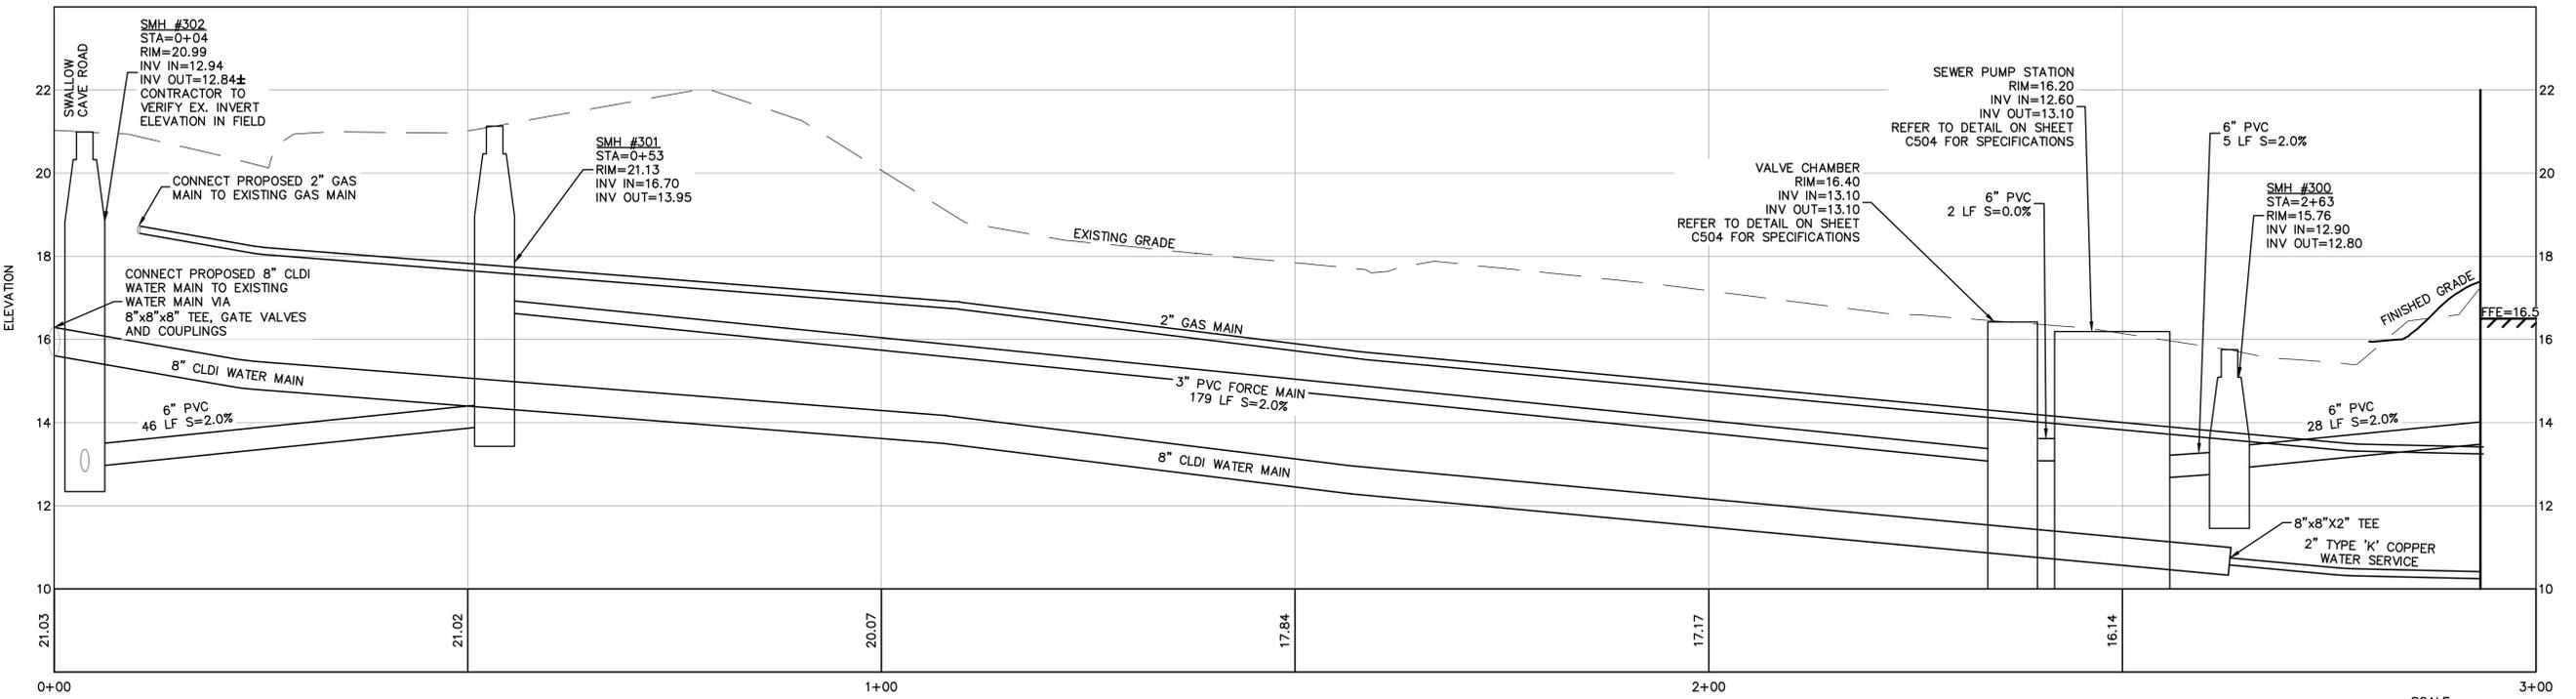 SWALLOW
CAVE ROAD
SMH #302
STA=0+04
RIM=20.99
INV IN=12.94
INV OUT=12.84±
CONTRACTOR TO
VERIFY EX. INVERT
ELEVATION IN FIELD
CONNECT PROPOSED 2" GAS
MAIN TO EXISTING GAS MAIN
CONNECT PROPOSED 8" CLDI
WATER MAIN TO EXISTING
WATER MAIN VIA
8"x8"x8" TEE, GATE VALVES
AND COUPLINGS
8" CLDI WATER MAIN
6" PVC
46 LF S=2.0%
SMH #301
STA=0+53
RIM=21.13
INV IN=16.70
INV OUT=13.95
EXISTING GRADE
2" GAS MAIN
3" PVC FORCE MAIN
179 LF S=2.0%
8" CLDI WATER MAIN
VALVE CHAMBER
RIM=16.40
INV IN=13.10
INV OUT=13.10
REFER TO DETAIL ON SHEET
C504 FOR SPECIFICATIONS
SEWER PUMP STATION
RIM=16.20
INV IN=12.60
INV OUT=13.10
REFER TO DETAIL ON SHEET
C504 FOR SPECIFICATIONS
6" PVC
2 LF S=0.0%
6" PVC
5 LF S=2.0%
SMH #300
STA=2+63
RIM=15.76
INV IN=12.90
INV OUT=12.80
FINISHED GRADE
FFE=16.5
6" PVC
28 LF S=2.0%
8"x8"X2" TEE
2" TYPE 'K' COPPER
WATER SERVICE
ELEVATION
22
20
18
16
14
12
10
22
20
18
16
14
12
10
21.03
21.02
20.07
17.84
17.17
16.14
0+00
1+00
2+00
3+00